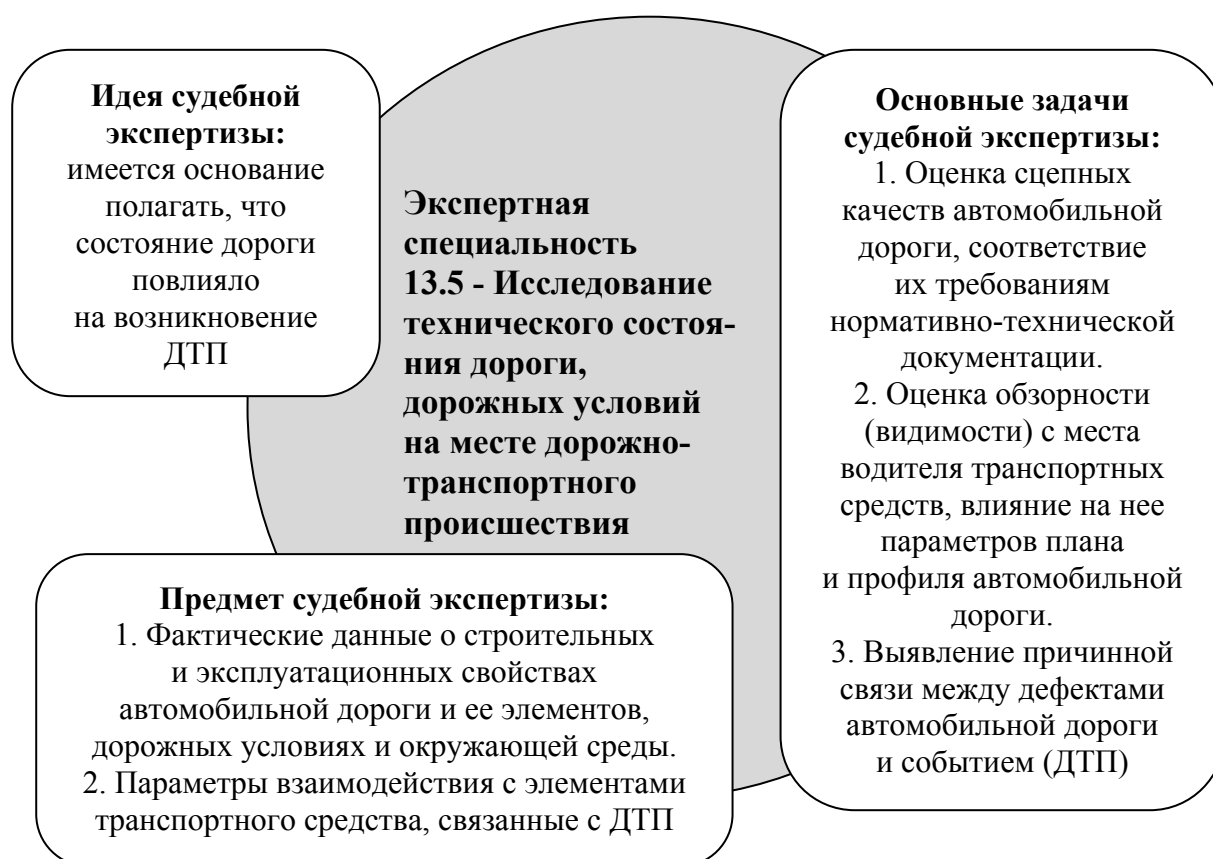 Идея судебной
экспертизы:
имеется основание
полагать, что
состояние дороги
повлияло
на возникновение
ДТП
Экспертная
специальность
13.5 - Исследование
технического состоя-
ния дороги,
дорожных условий
на месте дорожно-
транспортного
происшествия
Основные задачи
судебной экспертизы:
1. Оценка сцепных
качеств автомобильной
дороги, соответствие
их требованиям
нормативно-технической
документации.
2. Оценка обзорности
(видимости) с места
водителя транспортных
средств, влияние на нее
параметров плана
и профиля автомобильной
дороги.
3. Выявление причинной
связи между дефектами
автомобильной дороги
и событием (ДТП)
Предмет судебной экспертизы:
1. Фактические данные о строительных
и эксплуатационных свойствах
автомобильной дороги и ее элементов,
дорожных условиях и окружающей среды.
2. Параметры взаимодействия с элементами
транспортного средства, связанные с ДТП